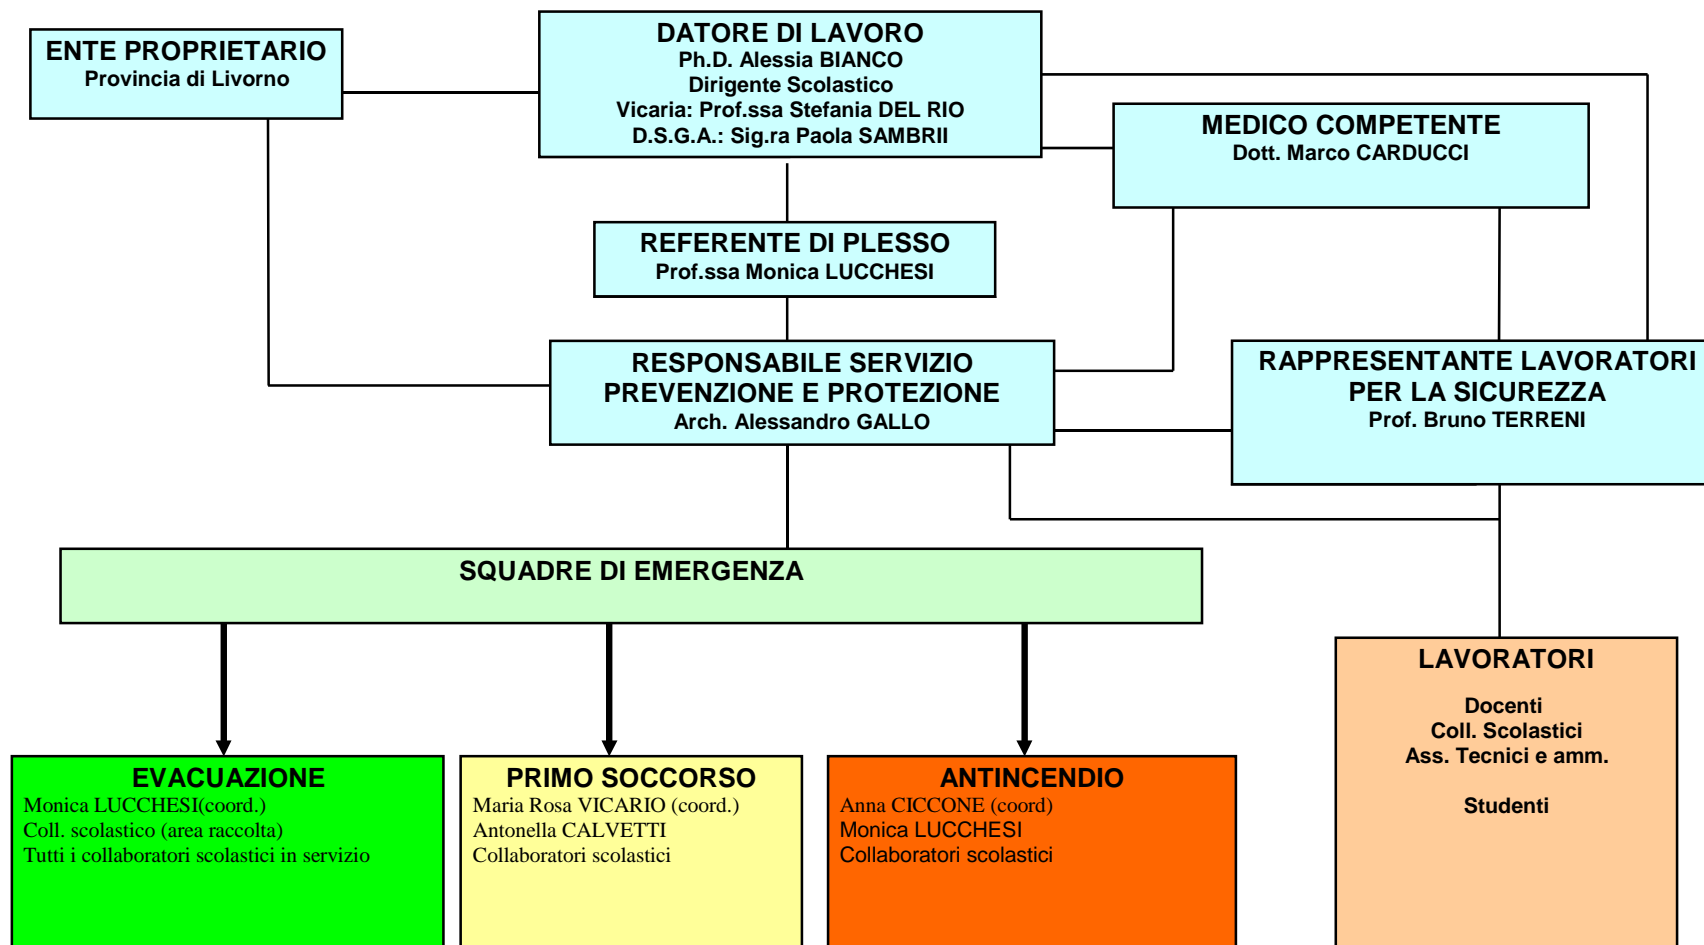 ENTE PROPRIETARIO
Provincia di Livorno
DATORE DI LAVORO
Ph.D. Alessia BIANCO
Dirigente Scolastico
Vicaria: Prof.ssa Stefania DEL RIO
D.S.G.A.: Sig.ra Paola SAMBRII
MEDICO COMPETENTE
Dott. Marco CARDUCCI
REFERENTE DI PLESSO
Prof.ssa Monica LUCCHESI
RESPONSABILE SERVIZIO
PREVENZIONE E PROTEZIONE
Arch. Alessandro GALLO
RAPPRESENTANTE LAVORATORI
PER LA SICUREZZA
Prof. Bruno TERRENI
SQUADRE DI EMERGENZA
EVACUAZIONE
Monica LUCCHESI(coord.)
Coll. scolastico (area raccolta)
Tutti i collaboratori scolastici in servizio
PRIMO SOCCORSO
Maria Rosa VICARIO (coord.)
Antonella CALVETTI
Collaboratori scolastici
ANTINCENDIO
Anna CICCONE (coord)
Monica LUCCHESI
Collaboratori scolastici
LAVORATORI
Docenti
Coll. Scolastici
Ass. Tecnici e amm.
Studenti